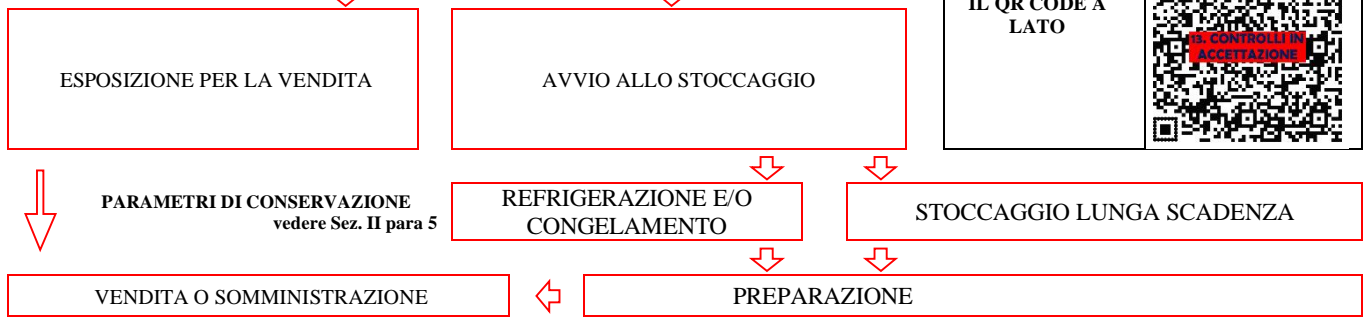 IL QR CODE A
LATO
13. CONTROLLI IN
ACCETTAZIONE
ESPOSIZIONE PER LA VENDITA
AVVIO ALLO STOCCAGGIO
PARAMETRI DI CONSERVAZIONE
vedere Sez. II para 5
REFRIGERAZIONE E/O
CONGELAMENTO
STOCCAGGIO LUNGA SCADENZA
VENDITA O SOMMINISTRAZIONE
PREPARAZIONE